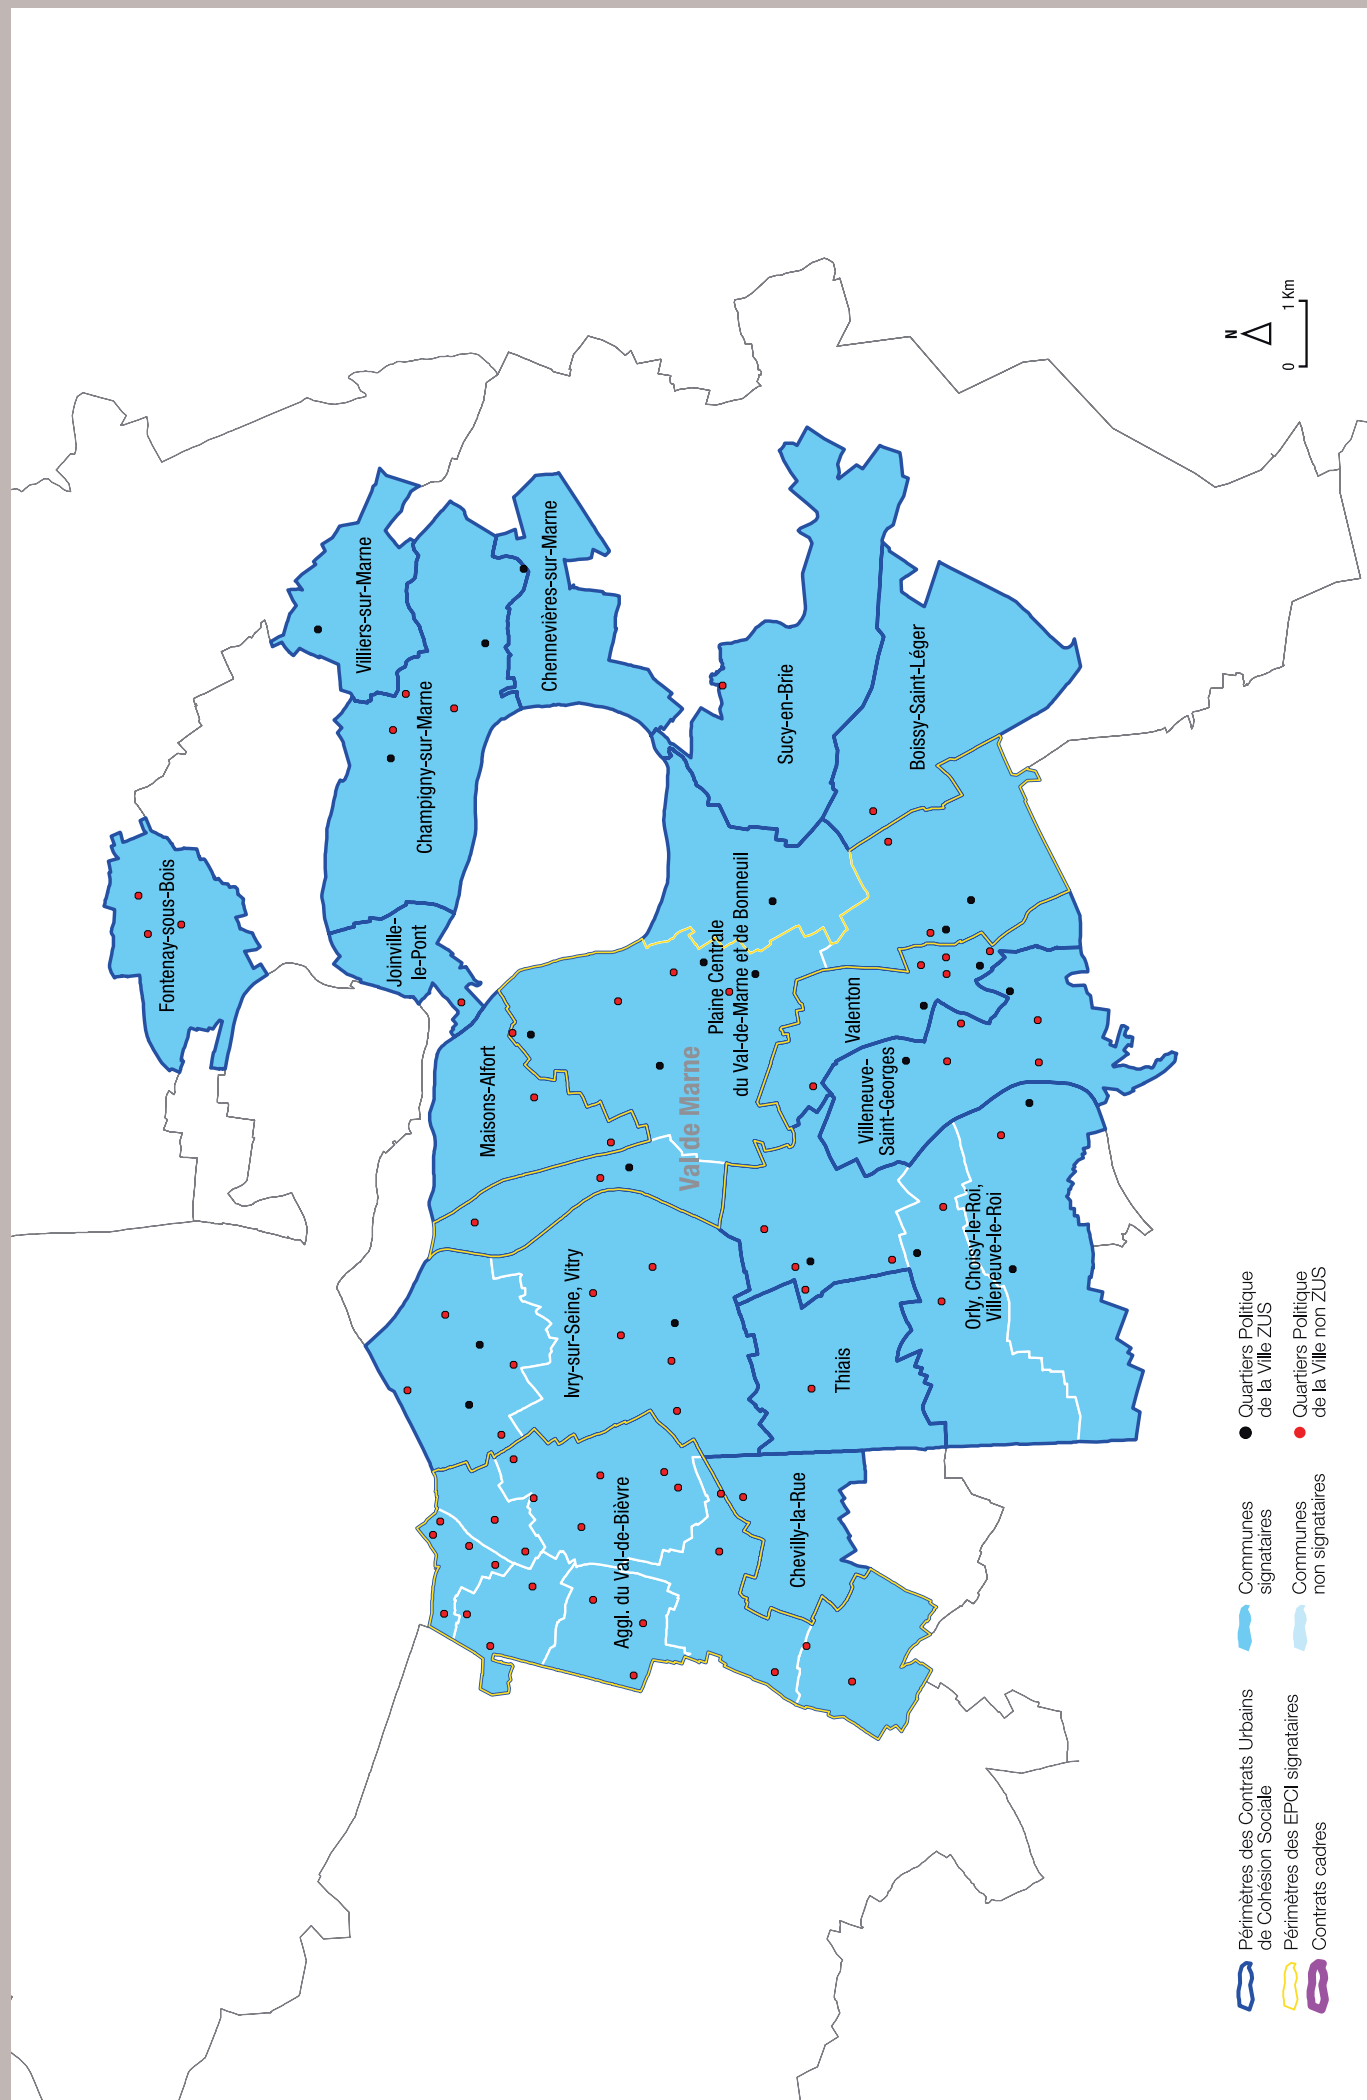 Fontenay-sous-Bois
Villiers-sur-Marne
Champigny-sur-Marne
Joinville-
le-Pont
Chennevières-sur-Marne
Maisons-Alfort
Sucy-en-Brie
Boissy-Saint-Léger
Plaine Centrale
du Val-de-Marne et de Bonneuil
Val de Marne
Valenton
Villeneuve-
Saint-Georges
Ivry-sur-Seine, Vitry
Orly, Choisy-le-Roi,
Villeneuve-le-Roi
Thiais
Aggl. du Val-de-Bièvre
Chevilly-la-Rue
N
0 1 Km
Périmètres des Contrats Urbains
de Cohésion Sociale
Périmètres des EPCI signataires
Contrats cadres
Communes
signataires
Communes
non signataires
Quartiers Politique
de la Ville ZUS
Quartiers Politique
de la Ville non ZUS